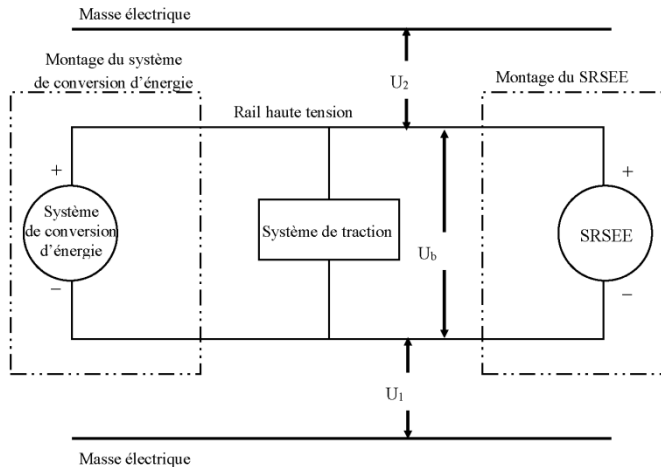 Masse électrique
Montage du système
de conversion d’énergie
U2
Montage du SRSEE
Rail haute tension
+
+
Système
de conversion
d’énergie
Système de traction
Ub
SRSEE
−
−
U1
Masse électrique